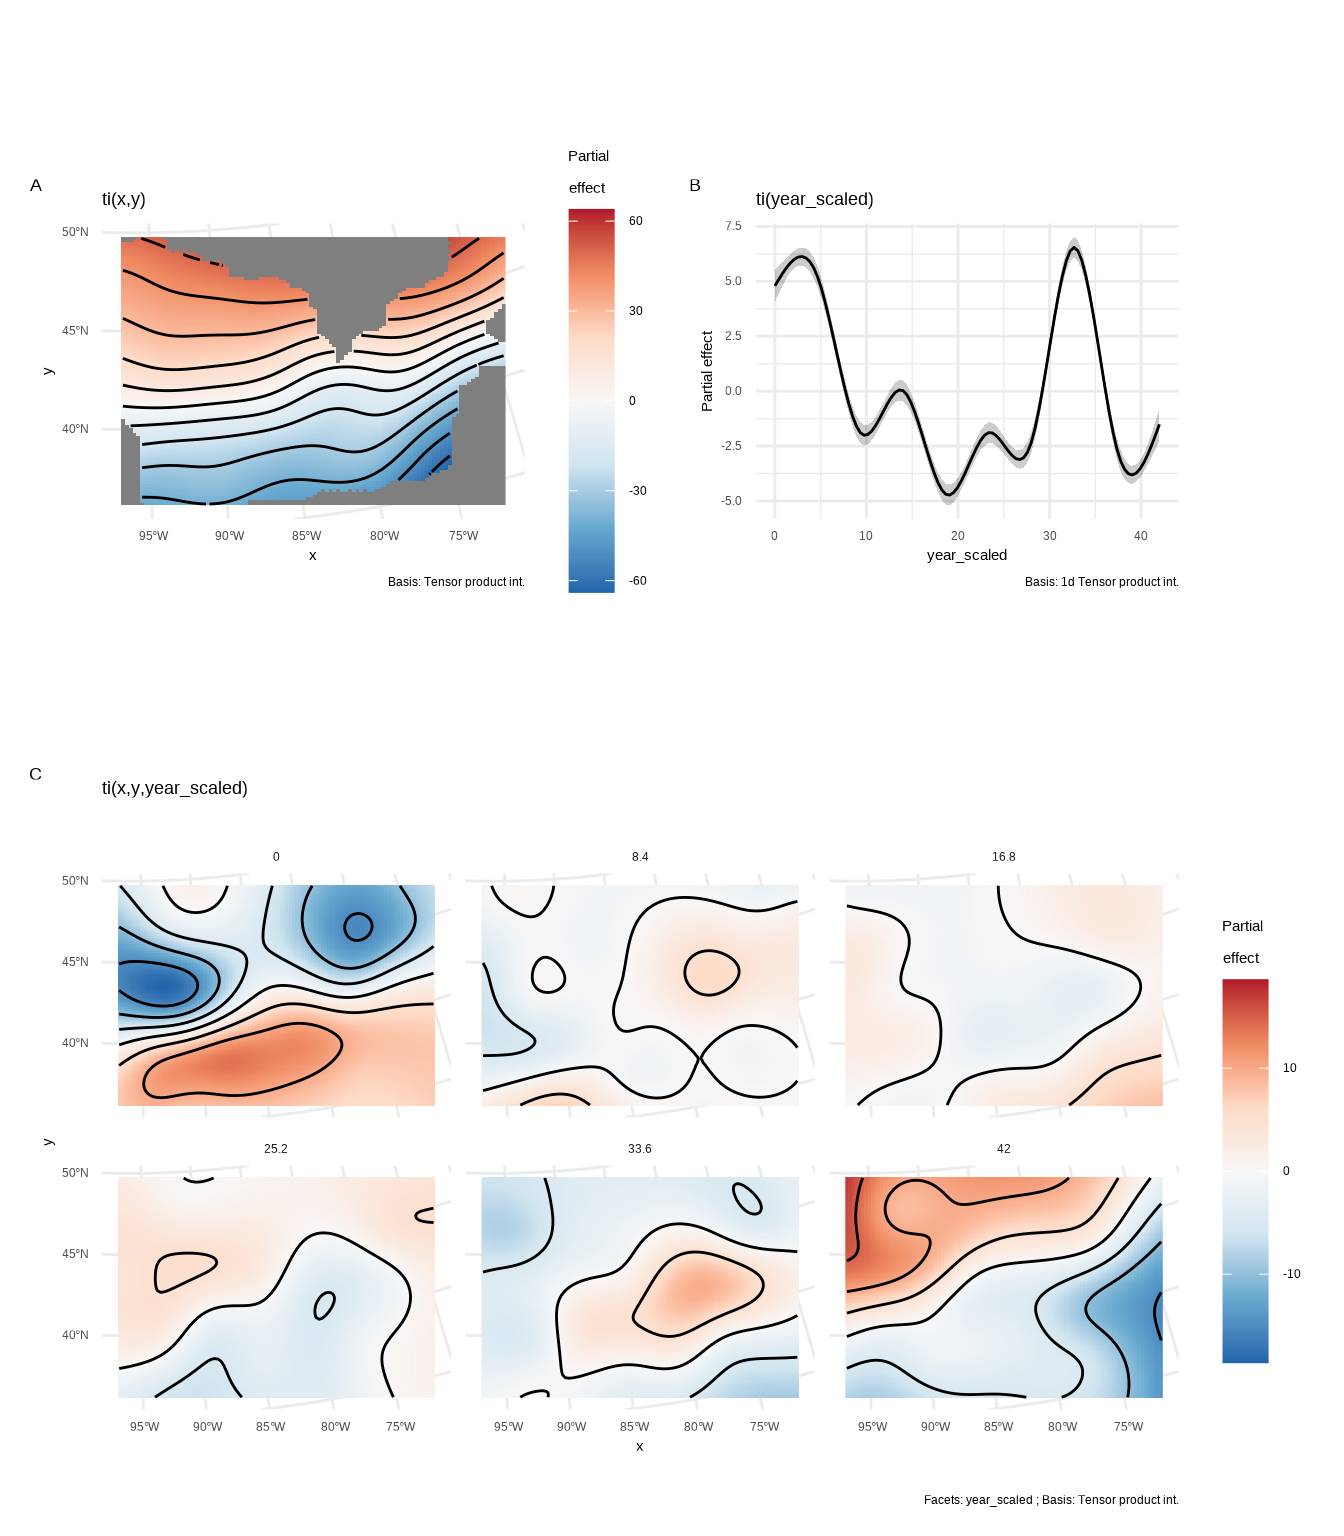 A
ti(x,y)
Partial
effect
60
30
0
-30
-60
50°N
45°N
40°N
y
95°W 90°W 85°W 80°W 75°W
x
Basis: Tensor product int.
B
ti(year_scaled)
7.5
5.0
2.5
0.0
-2.5
-5.0
Partial effect
0 10 20 30 40
year_scaled
Basis: 1d Tensor product int.
C
ti(x,y,year_scaled)
0 8.4 16.8
50°N
45°N
40°N
Partial
effect
10
0
-10
y
25.2 33.6 42
50°N
45°N
40°N
95°W 90°W 85°W 80°W 75°W 95°W 90°W 85°W 80°W 75°W 95°W 90°W 85°W 80°W 75°W
x
Facets: year_scaled ; Basis: Tensor product int.